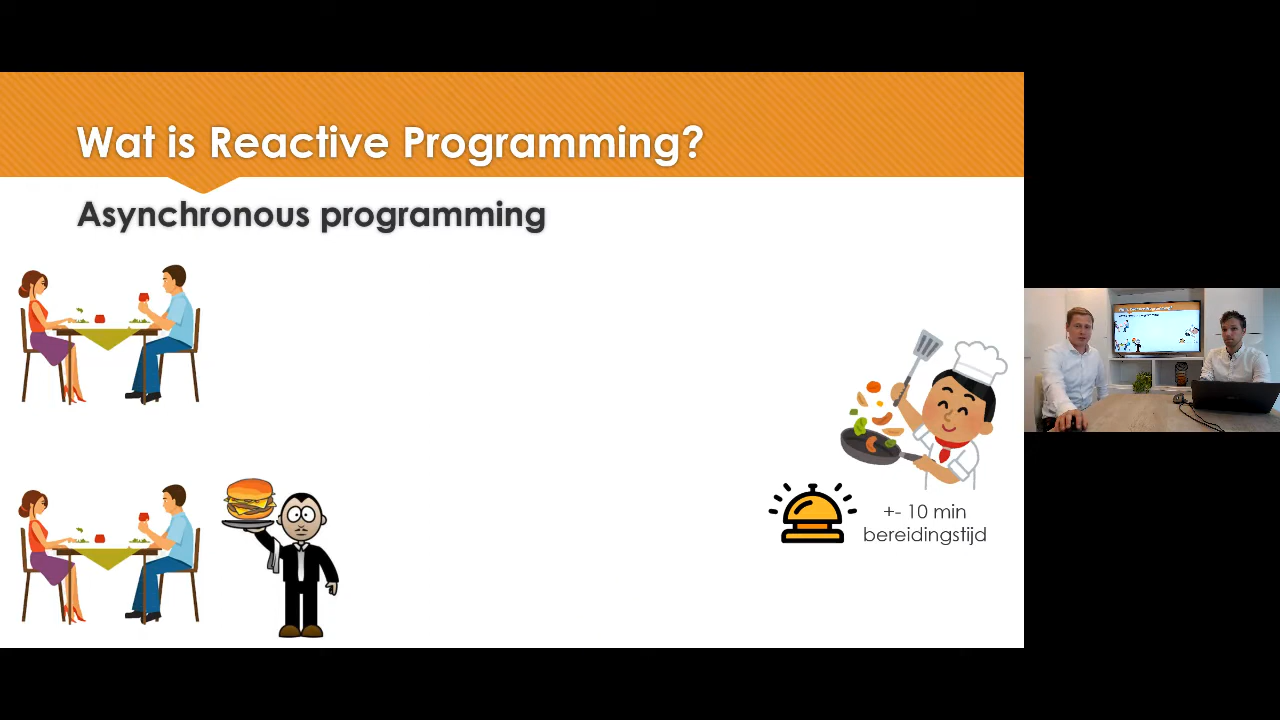 Wat is Reactive Programming?
Asynchronous programming
+- 10 min
bereidingstijd